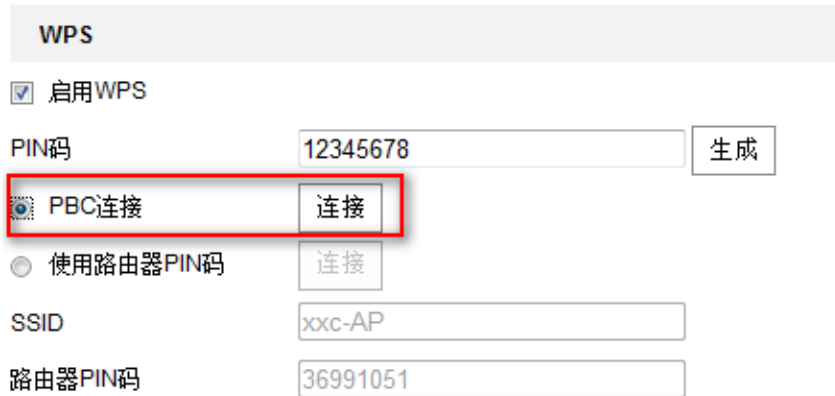 WPS
启用WPS
PIN码 12345678 生成
PBC连接 连接
使用路由器PIN码 连接
SSID xxc-AP
路由器PIN码 36991051